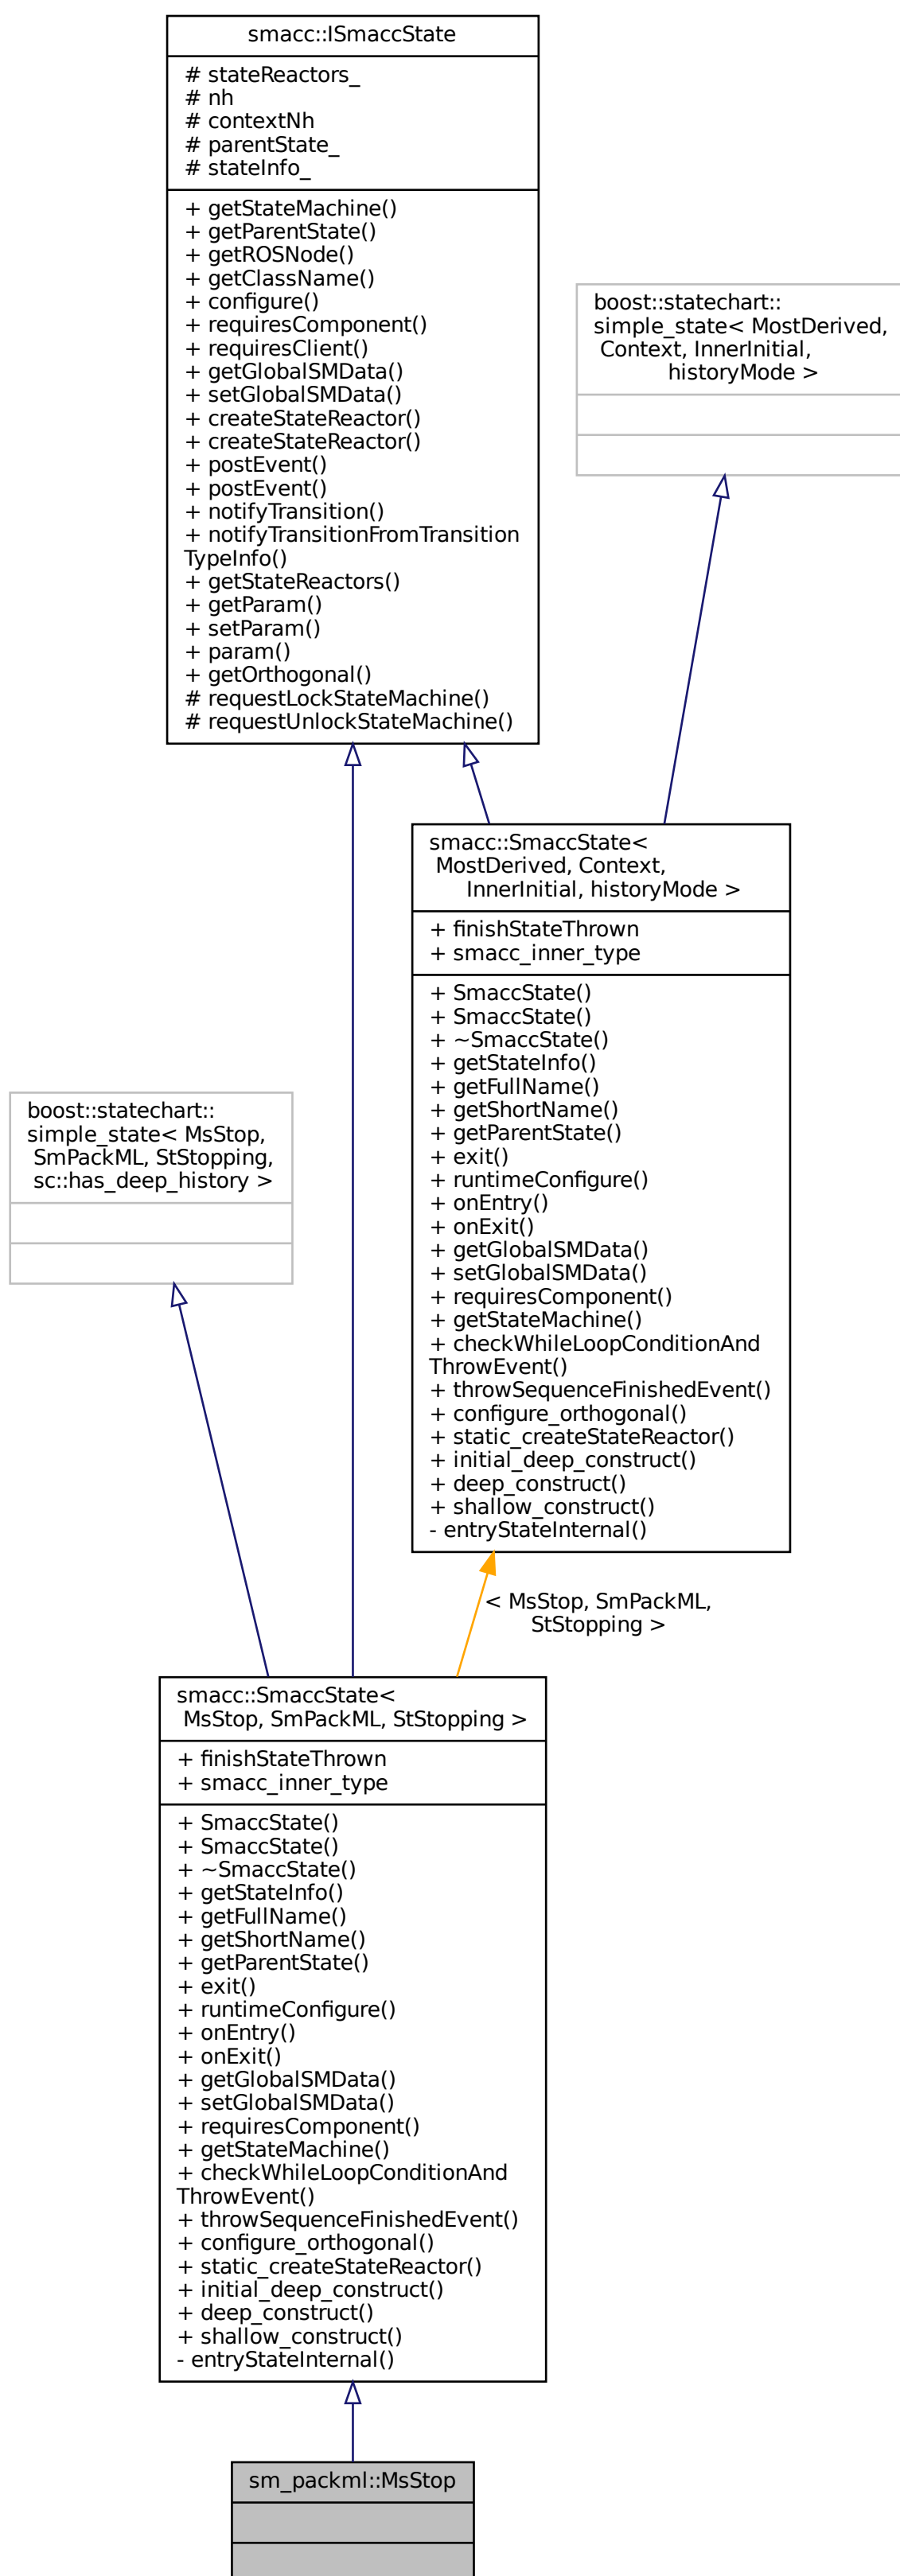 smacc::ISmaccState
# stateReactors_
# nh
# contextNh
# parentState_
# stateInfo_
+ getStateMachine()
+ getParentState()
+ getROSNode()
+ getClassName()
+ configure()
+ requiresComponent()
+ requiresClient()
+ getGlobalSMData()
+ setGlobalSMData()
+ createStateReactor()
+ createStateReactor()
+ postEvent()
+ postEvent()
+ notifyTransition()
+ notifyTransitionFromTransition
TypeInfo()
+ getStateReactors()
+ getParam()
+ setParam()
+ param()
+ getOrthogonal()
# requestLockStateMachine()
# requestUnlockStateMachine()
boost::statechart::
simple_state< MostDerived,
Context, InnerInitial,
historyMode >
smacc::SmaccState<
MostDerived, Context,
InnerInitial, historyMode >
+ finishStateThrown
+ smacc_inner_type
+ SmaccState()
+ SmaccState()
+ ~SmaccState()
+ getStateInfo()
+ getFullName()
+ getShortName()
+ getParentState()
+ exit()
+ runtimeConfigure()
+ onEntry()
+ onExit()
+ getGlobalSMData()
+ setGlobalSMData()
+ requiresComponent()
+ getStateMachine()
+ checkWhileLoopConditionAnd
ThrowEvent()
+ throwSequenceFinishedEvent()
+ configure_orthogonal()
+ static_createStateReactor()
+ initial_deep_construct()
+ deep_construct()
+ shallow_construct()
- entryStateInternal()
boost::statechart::
simple_state< MsStop,
SmPackML, StStopping,
sc::has_deep_history >
< MsStop, SmPackML,
StStopping >
smacc::SmaccState<
MsStop, SmPackML, StStopping >
+ finishStateThrown
+ smacc_inner_type
+ SmaccState()
+ SmaccState()
+ ~SmaccState()
+ getStateInfo()
+ getFullName()
+ getShortName()
+ getParentState()
+ exit()
+ runtimeConfigure()
+ onEntry()
+ onExit()
+ getGlobalSMData()
+ setGlobalSMData()
+ requiresComponent()
+ getStateMachine()
+ checkWhileLoopConditionAnd
ThrowEvent()
+ throwSequenceFinishedEvent()
+ configure_orthogonal()
+ static_createStateReactor()
+ initial_deep_construct()
+ deep_construct()
+ shallow_construct()
- entryStateInternal()
sm_packml::MsStop